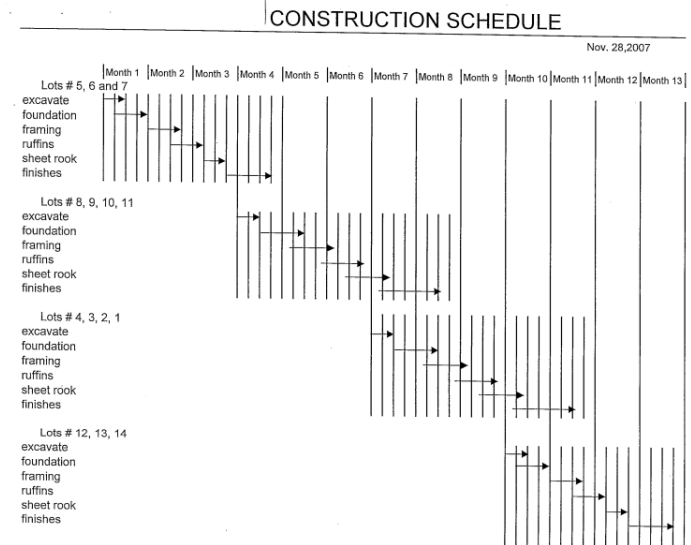 CONSTRUCTION SCHEDULE
Nov. 28,2007
Month 1 Month 2 Month 3 Month 4 Month 5 Month 6 Month 7 Month 8 Month 9 Month 10 Month 11 Month 12 Month 13
Lots # 5, 6 and 7
excavate
foundation
framing
ruffins
sheet rook
finishes
Lots # 8, 9, 10, 11
excavate
foundation
framing
ruffins
sheet rook
finishes
Lots # 4, 3, 2, 1
excavate
foundation
framing
ruffins
sheet rook
finishes
Lots # 12, 13, 14
excavate
foundation
framing
ruffins
sheet rook
finishes